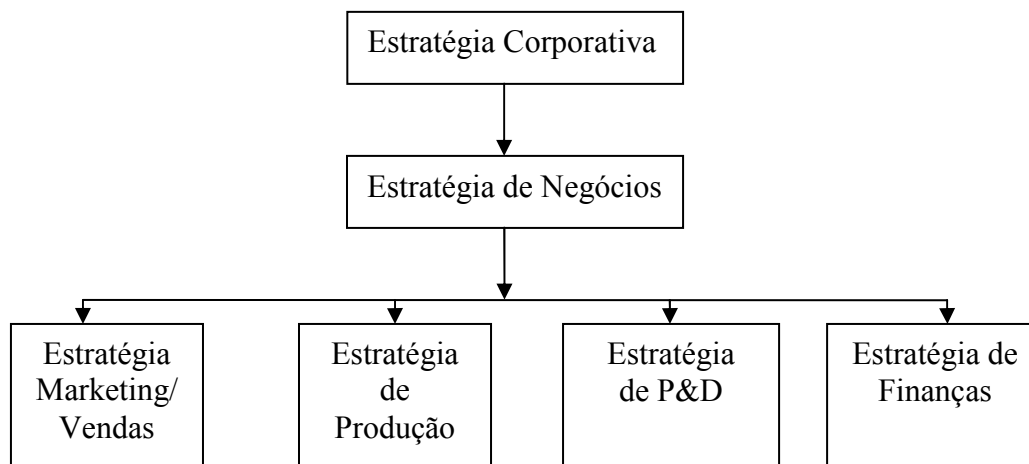 Estratégia Corporativa
Estratégia de Negócios
Estratégia
Marketing/
Vendas
Estratégia
de
Produção
Estratégia
de P&D
Estratégia de
Finanças